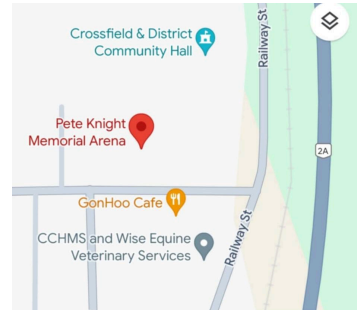 Crossfield & District
Community Hall
Railway St
Pete Knight
Memorial Arena
2A
GonHoo Cafe
CCHMS and Wise Equine
Veterinary Services
Railway St